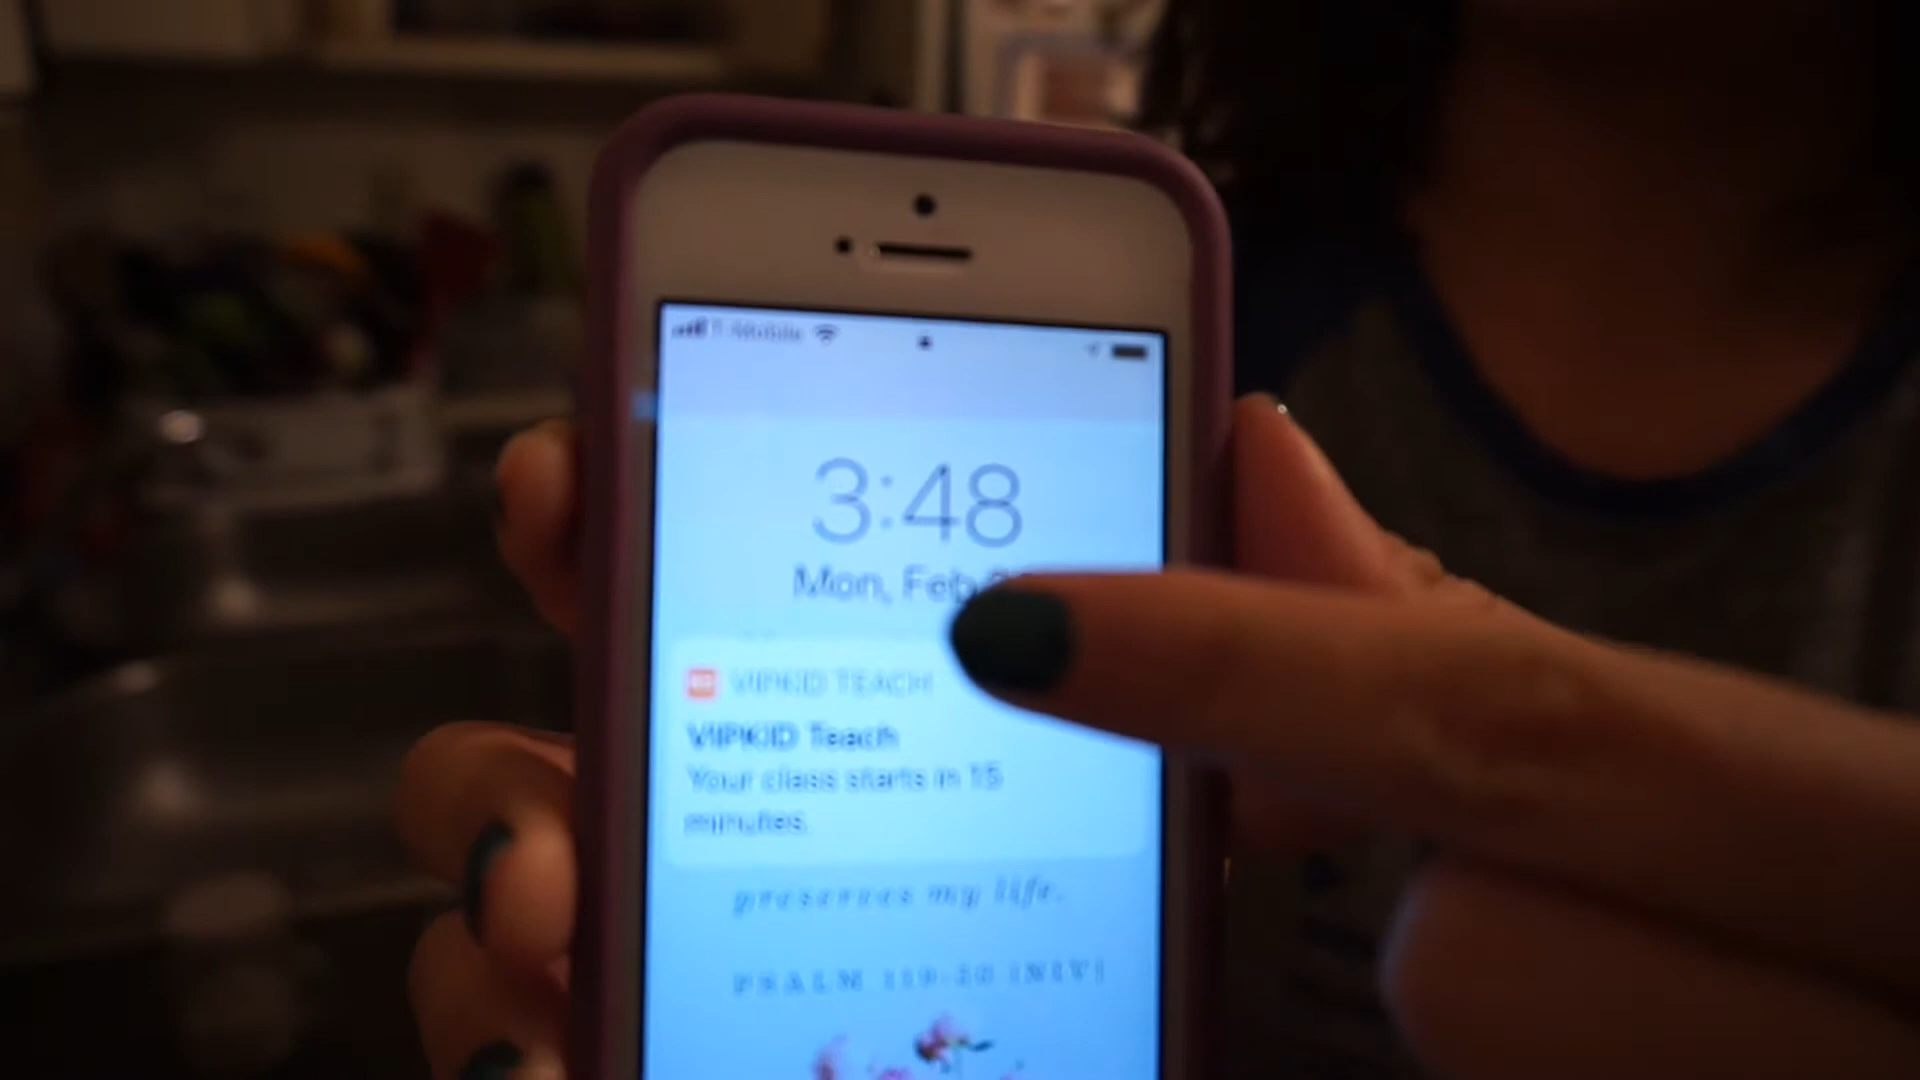 T-Mobile
3:48
Mon, Feb
VIPKID TEACH
VIPKID Teach
Your class starts in 15
minutes.
preserves my life.
PSALM 119:50 (NIV)